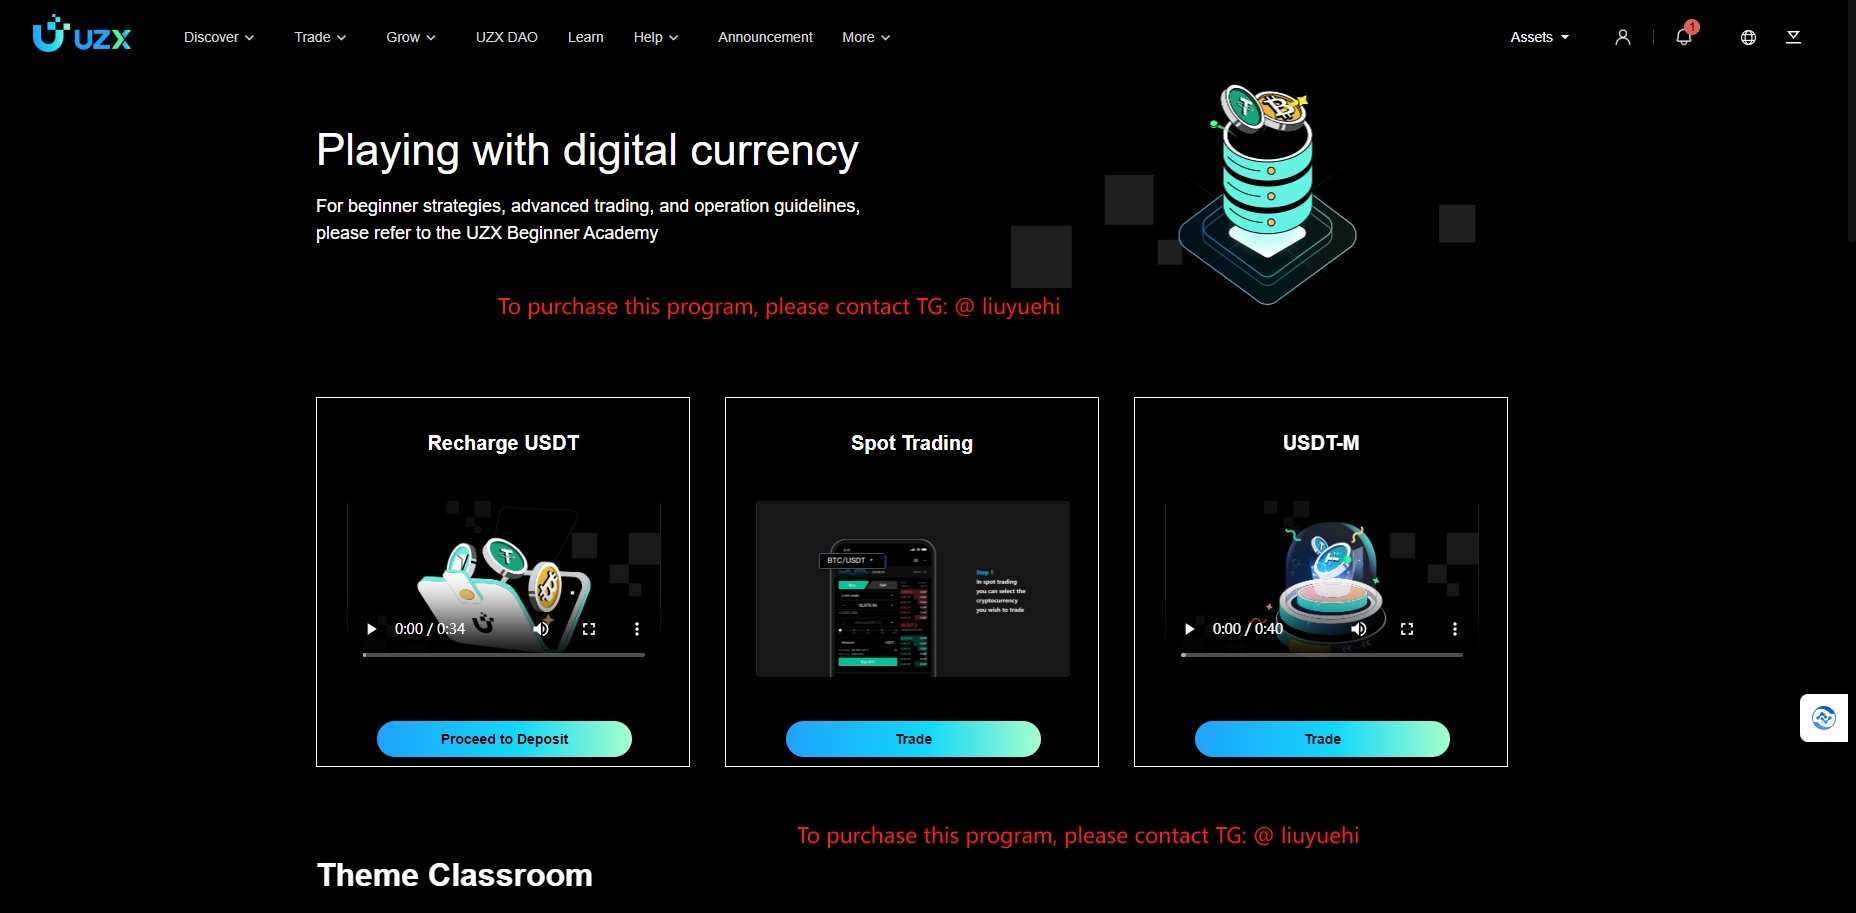 UZX
Discover
Trade
Grow
UZX DAO
Learn
Help
Announcement
More
Assets
1
Playing with digital currency
For beginner strategies, advanced trading, and operation guidelines,
please refer to the UZX Beginner Academy
To purchase this program, please contact TG: @ liuyuehi
Recharge USDT
0:00 / 0:34
Proceed to Deposit
Spot Trading
BTC/USDT
Step 1
In spot trading
you can select the
cryptocurrency
you wish to trade
Trade
USDT-M
0:00 / 0:40
Trade
To purchase this program, please contact TG: @ liuyuehi
Theme Classroom